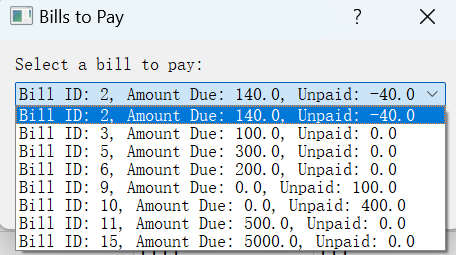 Bills to Pay
Select a bill to pay:
Bill ID: 2, Amount Due: 140.0, Unpaid: -40.0
Bill ID: 2, Amount Due: 140.0, Unpaid: -40.0
Bill ID: 3, Amount Due: 100.0, Unpaid: 0.0
Bill ID: 5, Amount Due: 300.0, Unpaid: 0.0
Bill ID: 6, Amount Due: 200.0, Unpaid: 0.0
Bill ID: 9, Amount Due: 0.0, Unpaid: 100.0
Bill ID: 10, Amount Due: 0.0, Unpaid: 400.0
Bill ID: 11, Amount Due: 500.0, Unpaid: 0.0
Bill ID: 15, Amount Due: 5000.0, Unpaid: 0.0